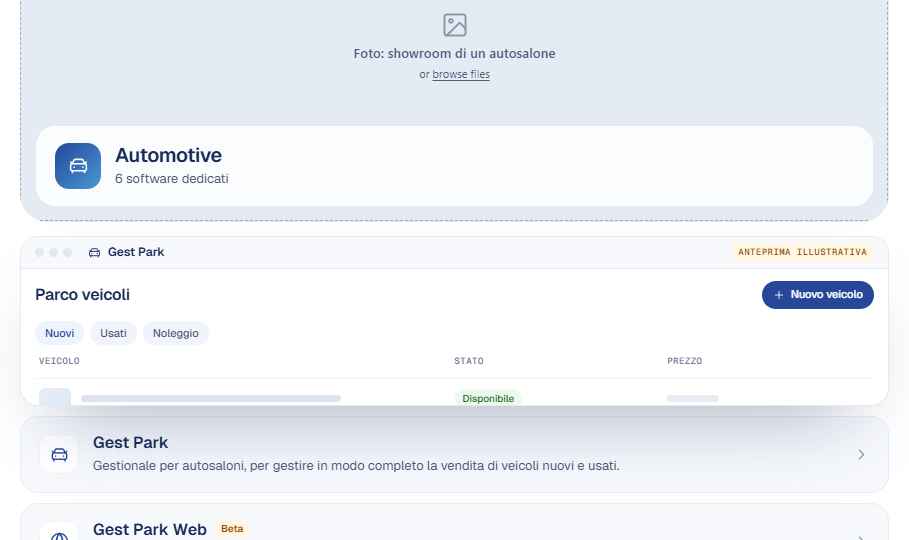 Foto: showroom di un autosalone
or browse files
Automotive
6 software dedicati
Gest Park
ANTEPRIMA ILLUSTRATIVA
Parco veicoli
Nuovo veicolo
Nuovi Usati Noleggio
VEICOLO STATO PREZZO
Disponibile
Gest Park
Gestionale per autosaloni, per gestire in modo completo la vendita di veicoli nuovi e usati.
Gest Park Web Beta